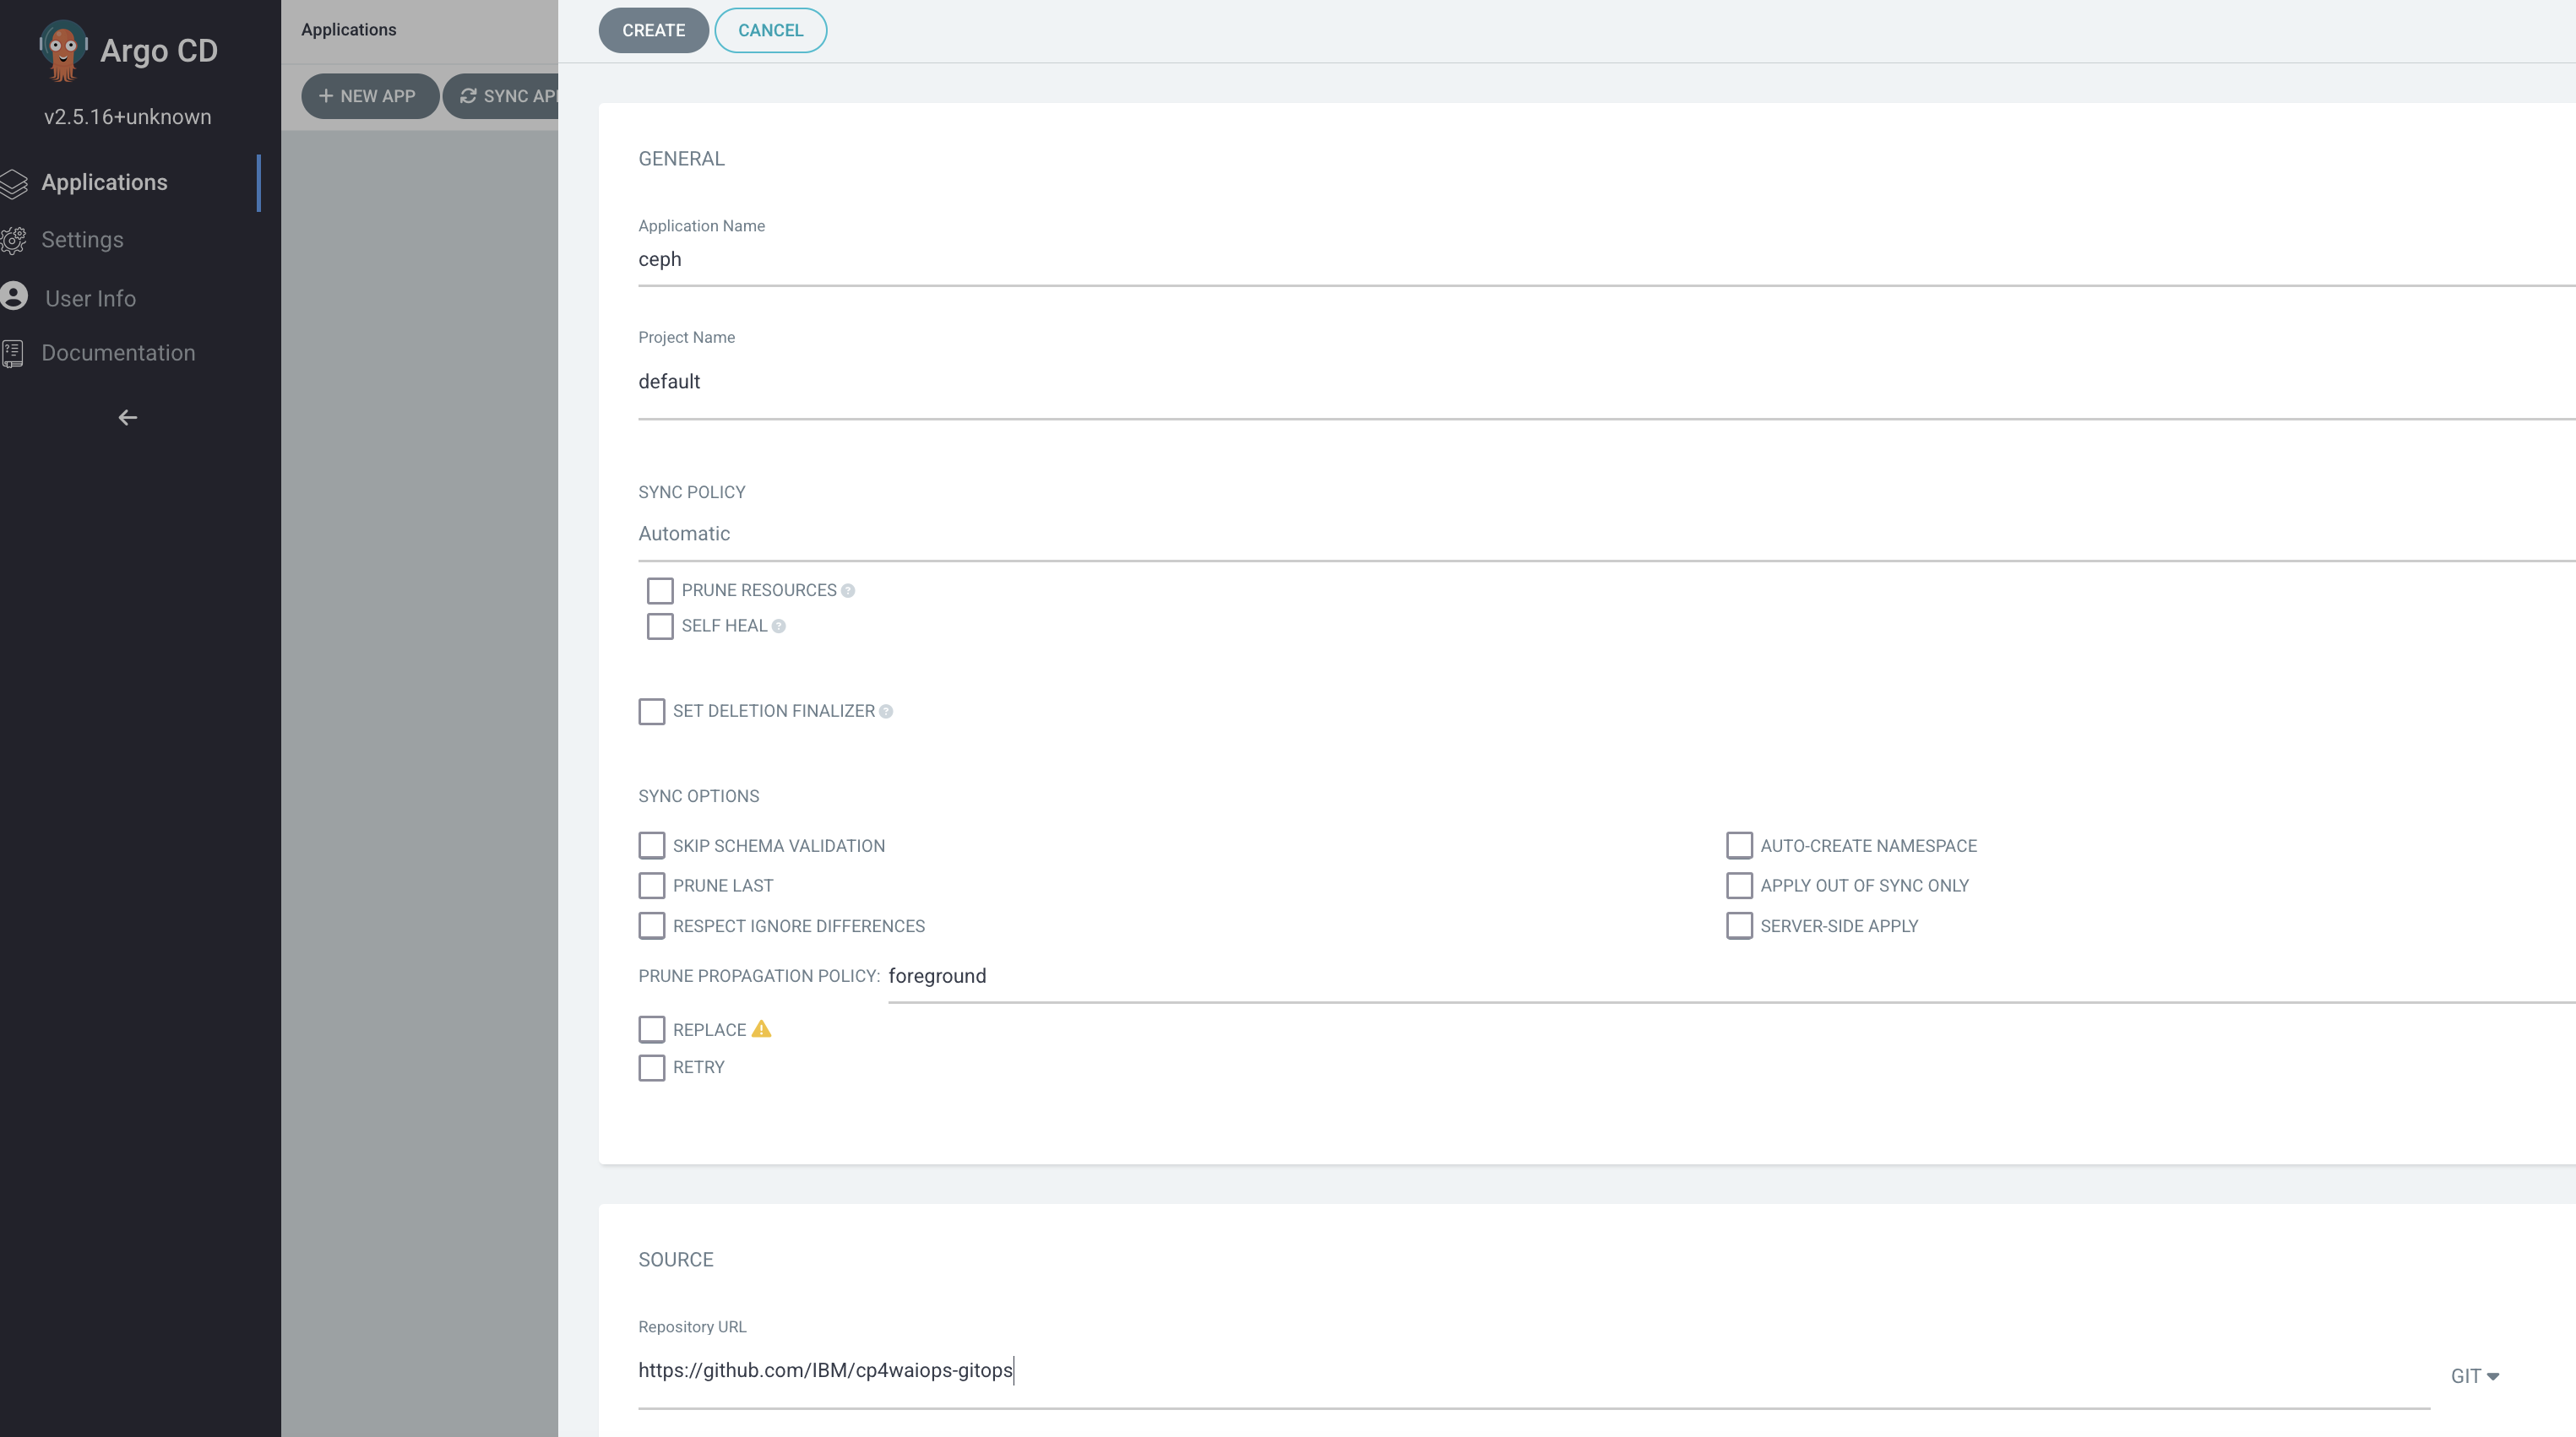 Argo CD
v2.5.16+unknown
Applications
Settings
User Info
Documentation
Applications
NEW APP
SYNC AP
CREATE
CANCEL
GENERAL
Application Name
ceph
Project Name
default
SYNC POLICY
Automatic
PRUNE RESOURCES ?
SELF HEAL ?
SET DELETION FINALIZER ?
SYNC OPTIONS
SKIP SCHEMA VALIDATION
AUTO-CREATE NAMESPACE
PRUNE LAST
APPLY OUT OF SYNC ONLY
RESPECT IGNORE DIFFERENCES
SERVER-SIDE APPLY
PRUNE PROPAGATION POLICY: foreground
REPLACE
RETRY
SOURCE
Repository URL
https://github.com/IBM/cp4waiops-gitops
GIT